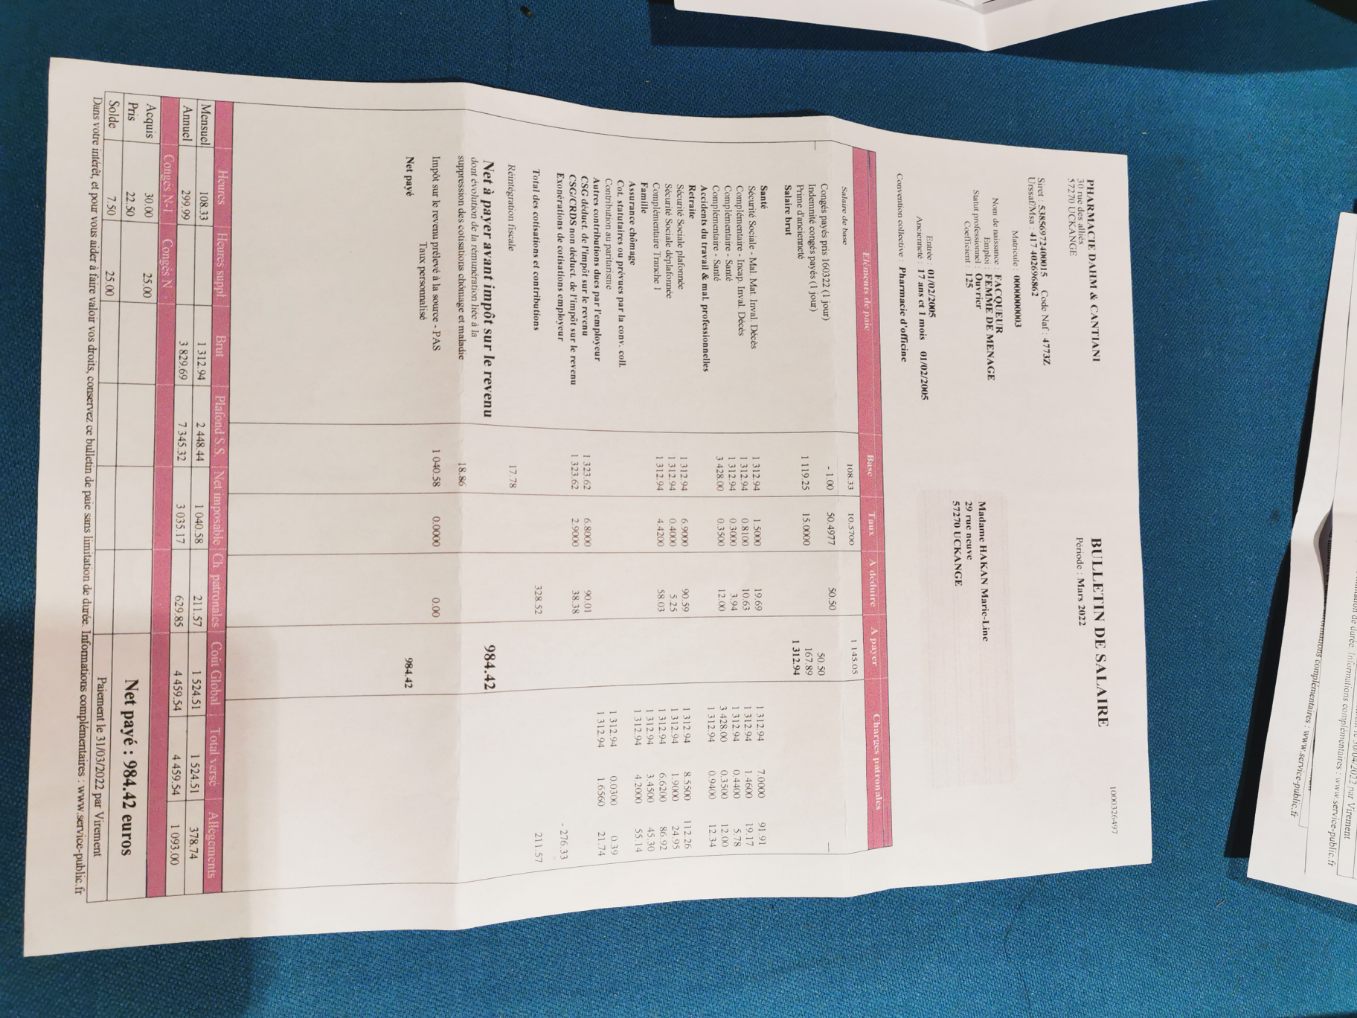 30/04/2022 par Virement
de durée. Informations complémentaires : www.service-public.fr
complémentaires : www.service-public.fr
1000326497
PHARMACIE DAHM & CANTIANI
30 rue des alliés
57270 UCKANGE
BULLETIN DE SALAIRE
Période : Mars 2022
Siret : 53856972400015 Code Naf : 4773Z
Urssaf/Msa : 417 402696862
Matricule : 0000000003
Nom de naissance : FACQUEUR
Emploi : FEMME DE MENAGE
Statut professionnel : Ouvrier
Coefficient : 125
Madame HAKAN Marie-Line
29 rue neuve
57270 UCKANGE
Entrée : 01/02/2005
Ancienneté : 17 ans et 1 mois 01/02/2005
Convention collective : Pharmacie d'officine
Eléments de paie Base Taux A déduire A payer Charges patronales
Salaire de base 108.33 10.5700 1 145.05
Congés payés pris 160322 (1 jour) - 1.00 50.4977 50.50
Indemnité congés payés (1 jour) 50.50
Prime d'ancienneté 1 119.25 15.0000 167.89
Salaire brut 1 312.94
Santé
Sécurité Sociale - Mal. Mat. Inval. Décès 1 312.94 1.5000 19.69 1 312.94 7.0000 91.91
Complémentaire - Incap. Inval. Décès 1 312.94 0.8100 10.63 1 312.94 1.4600 19.17
Complémentaire - Santé 1 312.94 0.3000 3.94 1 312.94 0.4400 5.78
Complémentaire - Santé 3 428.00 0.3500 12.00 3 428.00 0.3500 12.00
Accidents du travail & mal. professionnelles 1 312.94 0.9400 12.34
Retraite
Sécurité Sociale plafonnée 1 312.94 6.9000 90.59 1 312.94 8.5500 112.26
Sécurité Sociale déplafonnée 1 312.94 0.4000 5.25 1 312.94 1.9000 24.95
Complémentaire Tranche 1 1 312.94 4.4200 58.03 1 312.94 6.6200 86.92
Famille 1 312.94 3.4500 45.30
Assurance chômage 1 312.94 4.2000 55.14
Cot. statutaires ou prévues par la conv. coll.
Contribution au paritarisme 1 312.94 0.0300 0.39
Autres contributions dues par l'employeur 1 312.94 1.6560 21.74
CSG déduct. de l'impôt sur le revenu 1 323.62 6.8000 90.01
CSG/CRDS non déduct. de l'impôt sur le revenu 1 323.62 2.9000 38.38
Exonérations de cotisations employeur - 276.33
Total des cotisations et contributions 328.52 211.57
Réintégration fiscale 17.78
Net à payer avant impôt sur le revenu 984.42
dont évolution de la rémunération liée à la
suppression des cotisations chômage et maladie 18.86
Impôt sur le revenu prélevé à la source - PAS 1 040.58 0.0000 0.00
Taux personnalisé
Net payé 984.42
Heures Heures suppl Brut Plafond S.S. Net imposable Ch. patronales Coût Global Total versé Allegements
Mensuel 108.33 1 312.94 2 448.44 1 040.58 211.57 1 524.51 1 524.51 378.74
Annuel 299.99 3 829.69 7 345.32 3 035.17 629.85 4 459.54 4 459.54 1 093.00
Congés N-1 Congés N
Acquis 30.00 25.00
Pris 22.50
Solde 7.50 25.00
Net payé : 984.42 euros
Paiement le 31/03/2022 par Virement
Dans votre intérêt, et pour vous aider à faire valoir vos droits, conservez ce bulletin de paie sans limitation de durée. Informations complémentaires : www.service-public.fr